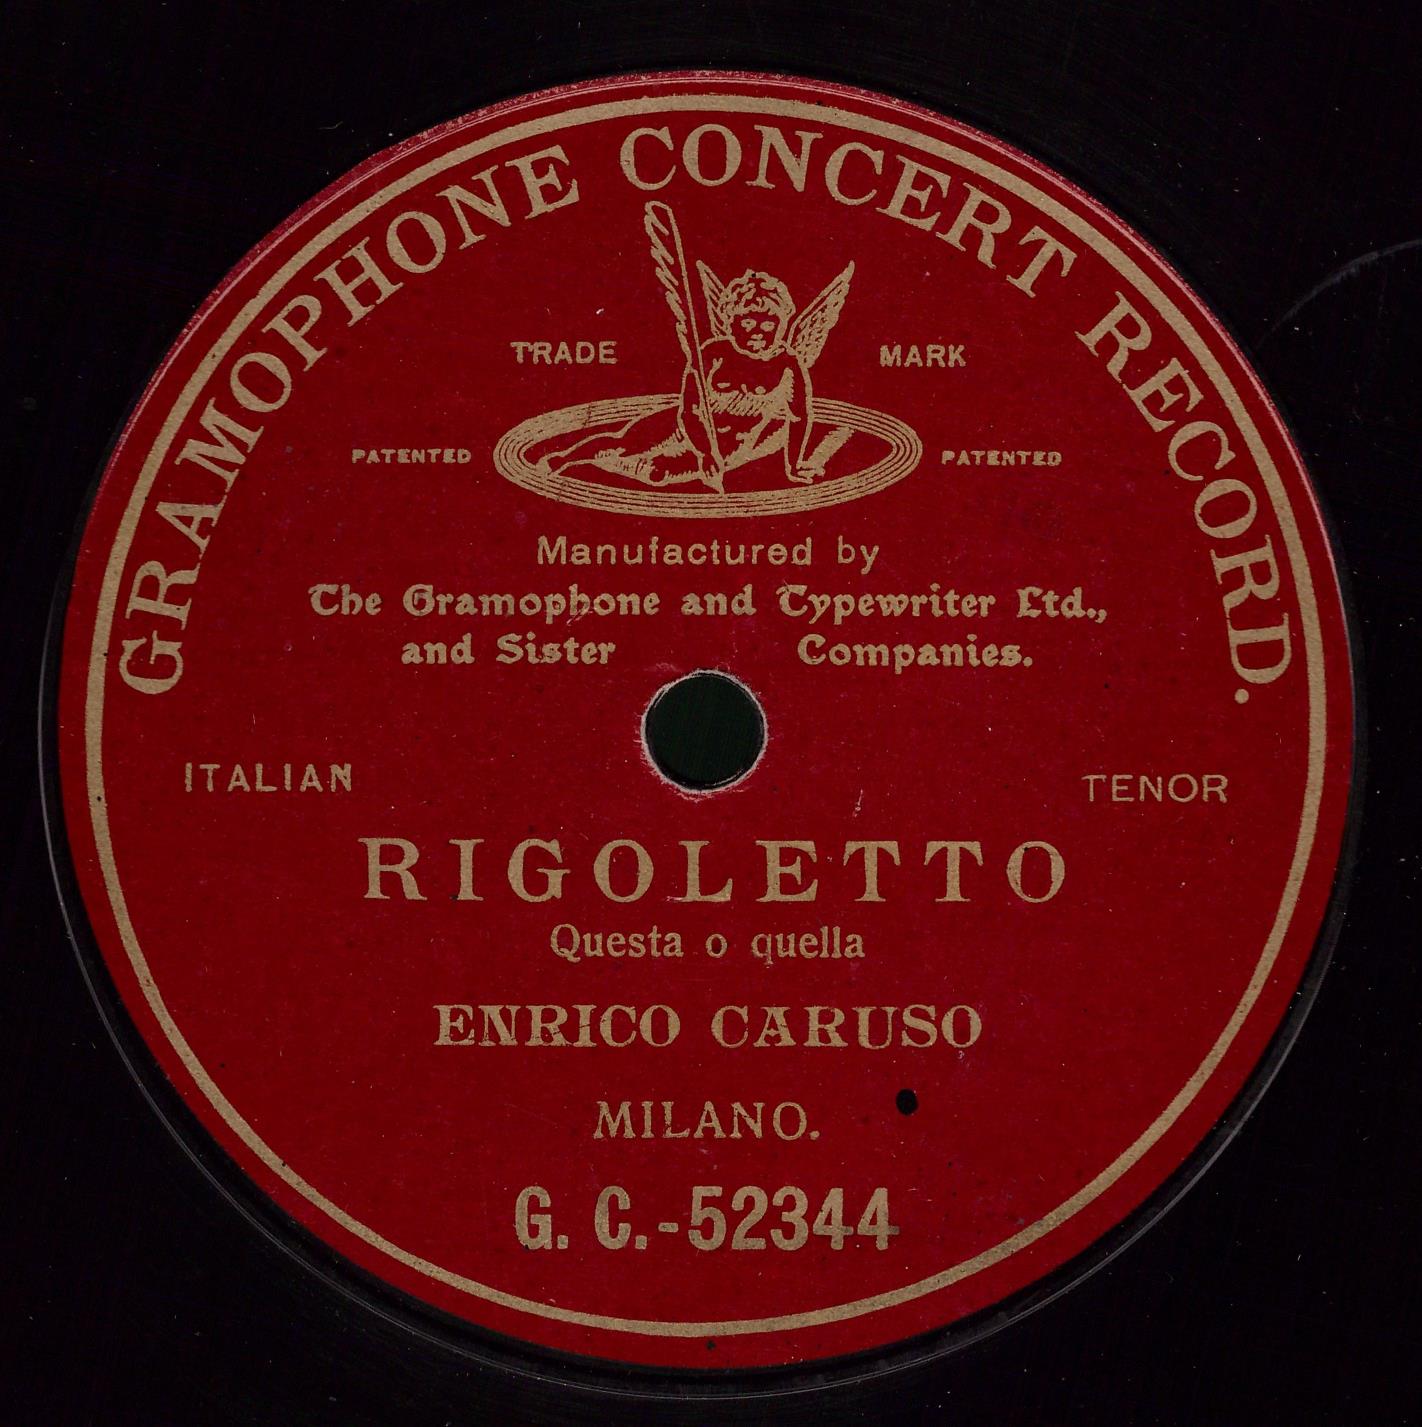 GRAMOPHONE CONCERT RECORD.
TRADE MARK
PATENTED PATENTED
Manufactured by
The Gramophone and Typewriter Ltd.,
and Sister Companies.
ITALIAN TENOR
RIGOLETTO
Questa o quella
ENRICO CARUSO
MILANO.
G. C.-52344